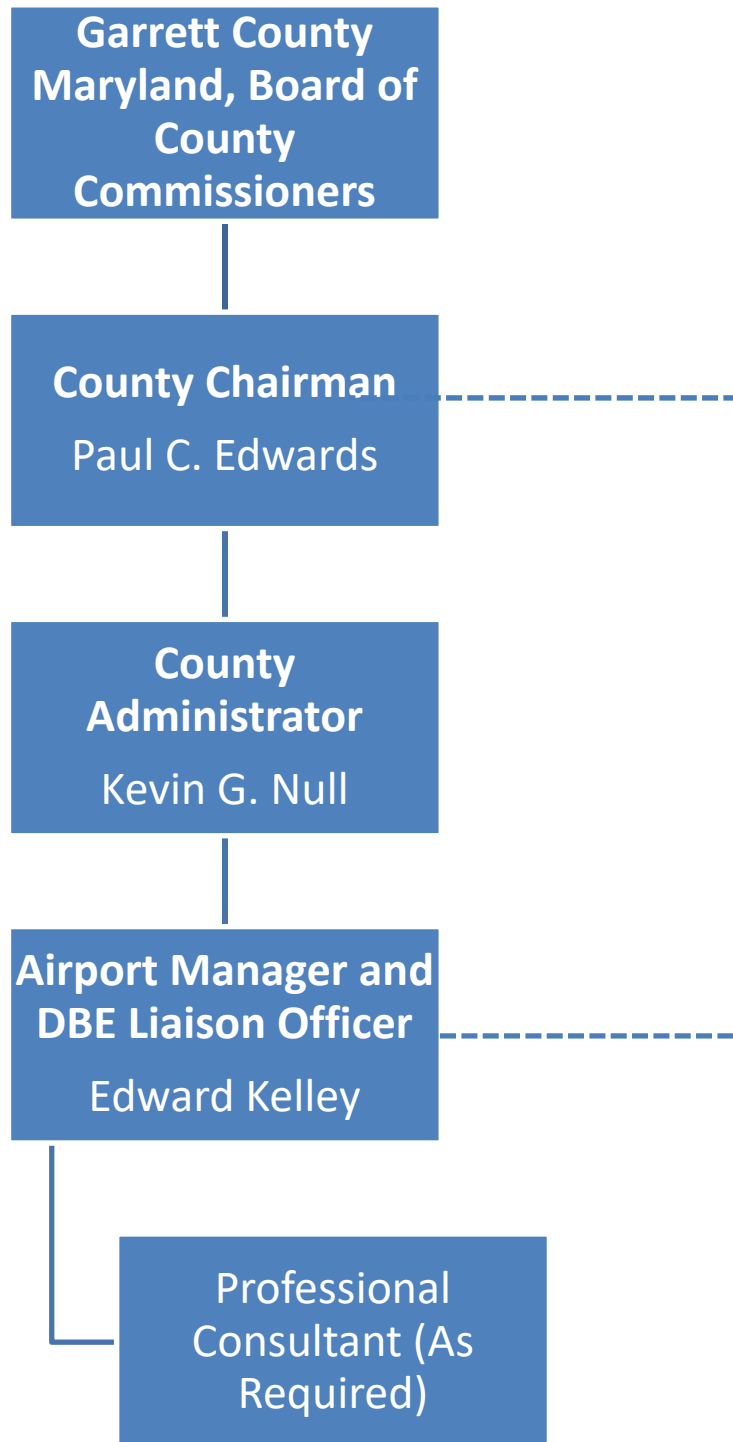 Garrett County
Maryland, Board of
County
Commissioners
County Chairman
Paul C. Edwards
County
Administrator
Kevin G. Null
Airport Manager and
DBE Liaison Officer
Edward Kelley
Professional
Consultant (As
Required)